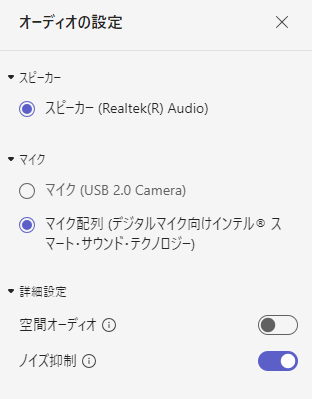 オーディオの設定
スピーカー
スピーカー (Realtek(R) Audio)
マイク
マイク (USB 2.0 Camera)
マイク配列 (デジタルマイク向けインテル® ス
マート・サウンド・テクノロジー)
詳細設定
空間オーディオ
ノイズ抑制